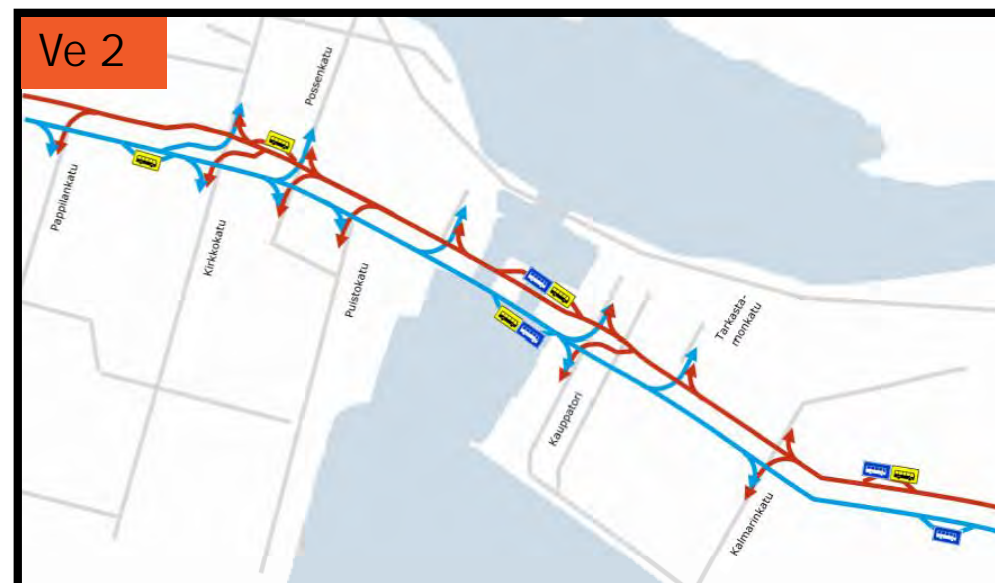 Ve 2
Possenkatu
Pappilankatu
Kirkkokatu
Puistokatu
Tarkasta-
monkatu
Kauppatori
Kalmarinkatu